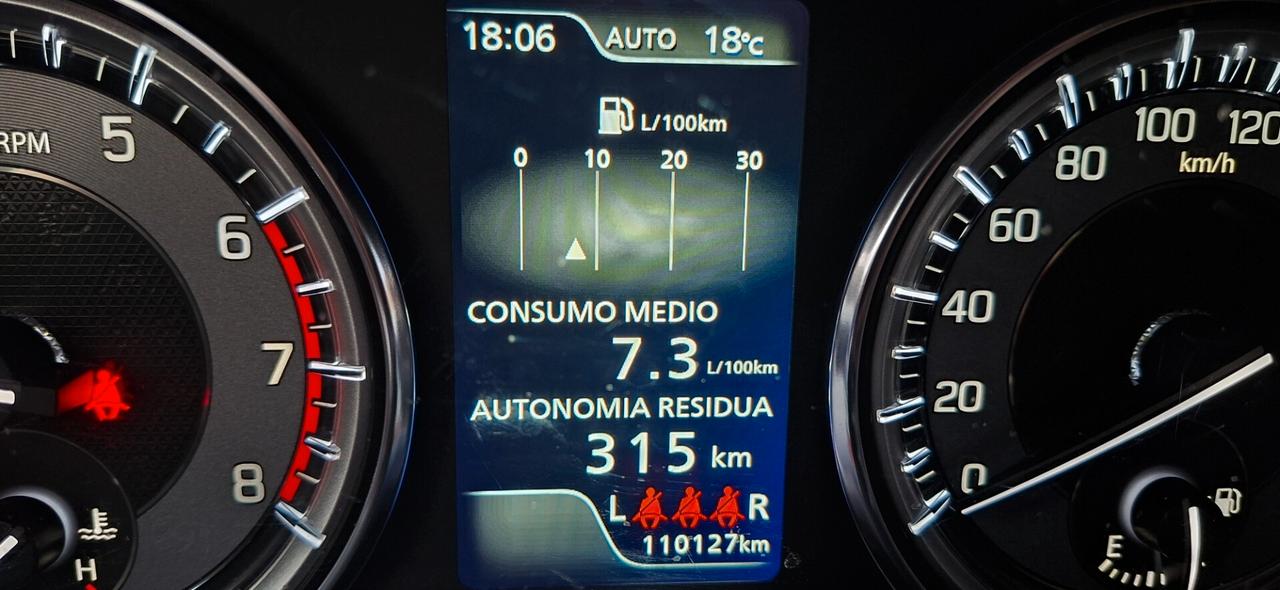 18:06 AUTO 18°C
L/100km
0 10 20 30
CONSUMO MEDIO
7.3 L/100km
AUTONOMIA RESIDUA
315 km
L R
110127km
RPM
5
6
7
8
H
0
20
40
60
80
100
120
km/h
E